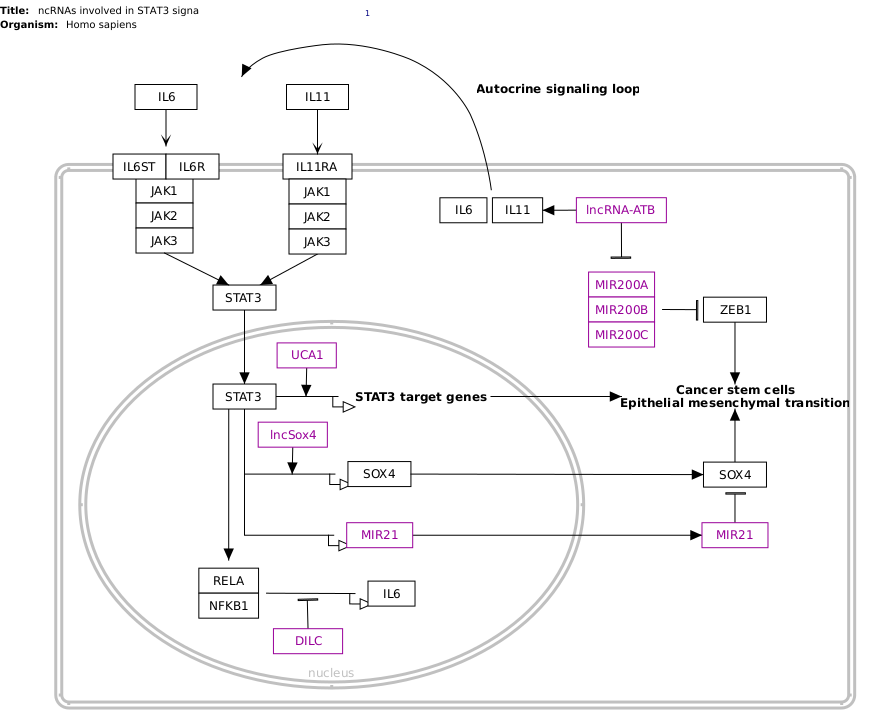 Title: ncRNAs involved in STAT3 signa
1
Organism: Homo sapiens
Autocrine signaling loop
IL6
IL11
IL6ST
IL6R
IL11RA
JAK1
JAK2
JAK3
JAK1
JAK2
JAK3
IL6
IL11
lncRNA-ATB
MIR200A
MIR200B
MIR200C
ZEB1
STAT3
UCA1
STAT3
STAT3 target genes
Cancer stem cells
Epithelial mesenchymal transition
lncSox4
SOX4
SOX4
MIR21
MIR21
RELA
NFKB1
IL6
DILC
nucleus